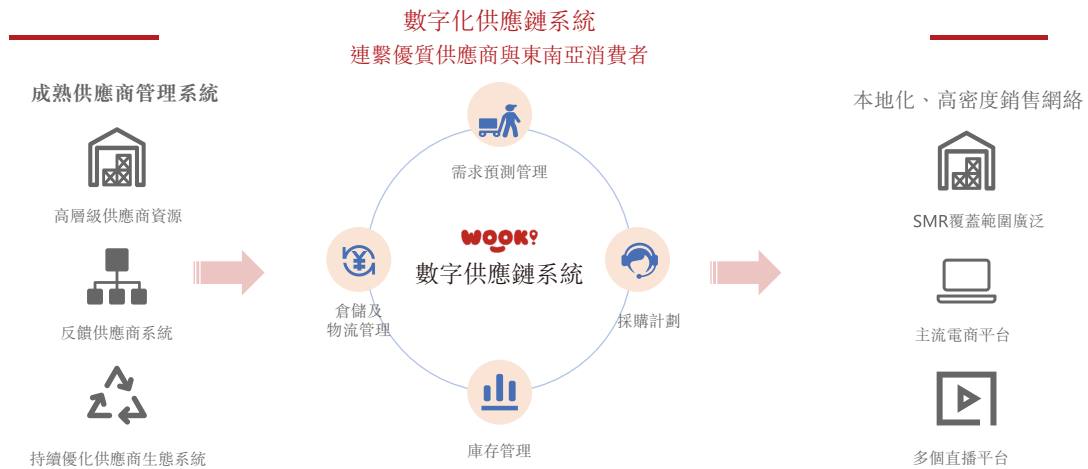 數字化供應鏈系統
連繫優質供應商與東南亞消費者
成熟供應商管理系統
高層級供應商資源
反饋供應商系統
持續優化供應商生態系統
需求預測管理
WOOK!
數字供應鏈系統
倉儲及
物流管理
採購計劃
庫存管理
本地化、高密度銷售網絡
SMR覆蓋範圍廣泛
主流電商平台
多個直播平台